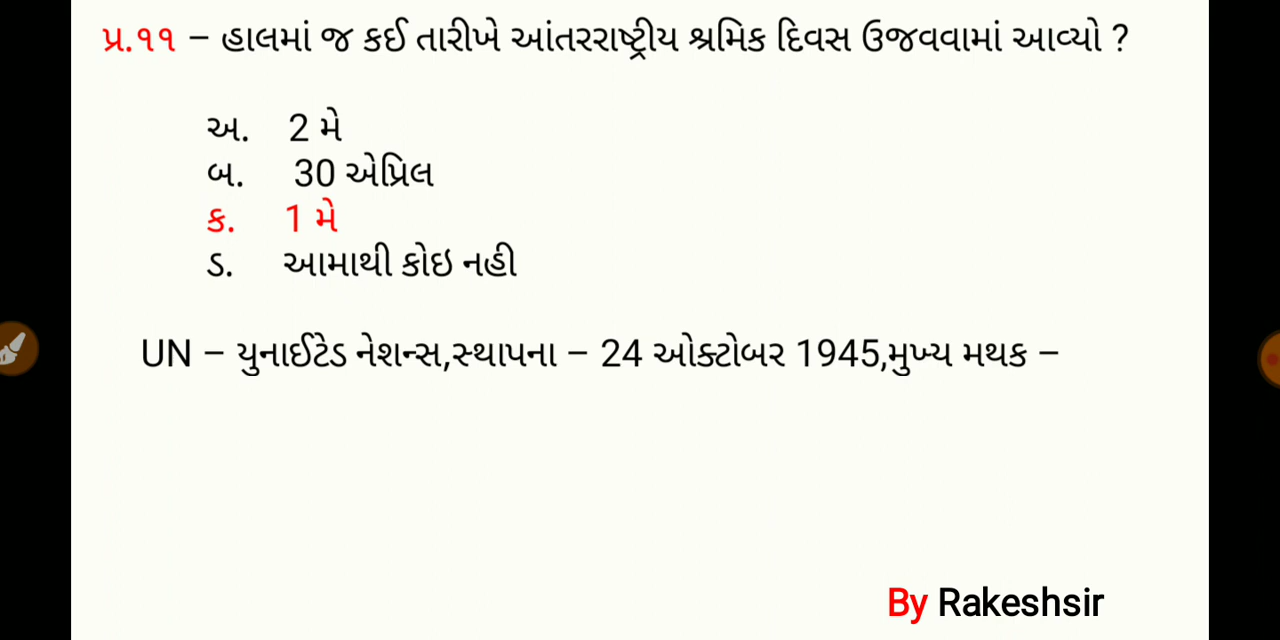 પ્ર.૧૧ – હાલમાં જ કઈ તારીખે આંતરરાષ્ટ્રીય શ્રમિક દિવસ ઉજવવામાં આવ્યો ?
અ. 2 મે
બ. 30 એપ્રિલ
ક. 1 મે
ડ. આમાથી કોઇ નહી
UN – યુનાઈટેડ નેશન્સ,સ્થાપના – 24 ઓક્ટોબર 1945,મુખ્ય મથક –
By Rakeshsir